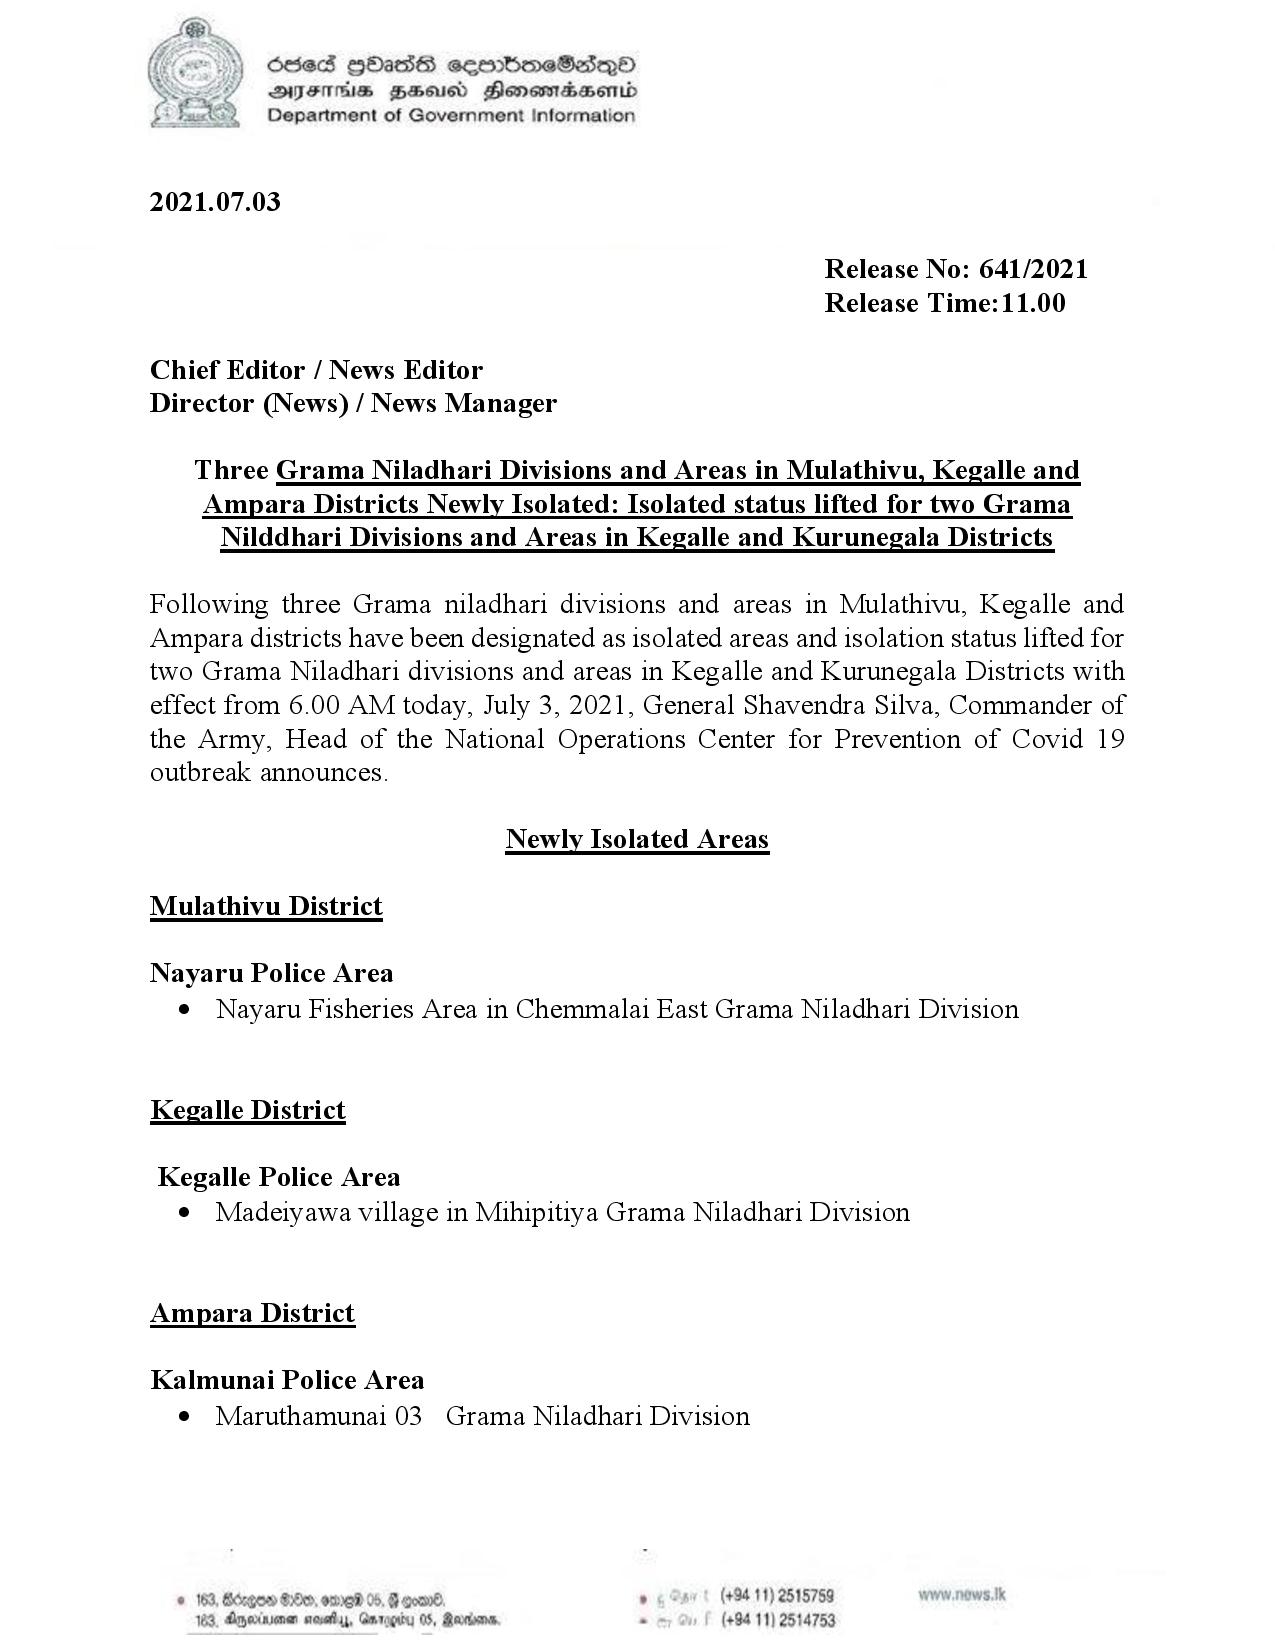 රජයේ ප්‍රවෘත්ති දෙපාර්තමේන්තුව
அரசாங்க தகவல் திணைக்களம்
Department of Government Information
2021.07.03
Release No: 641/2021
Release Time:11.00
Chief Editor / News Editor
Director (News) / News Manager
Three Grama Niladhari Divisions and Areas in Mulathivu, Kegalle and
Ampara Districts Newly Isolated: Isolated status lifted for two Grama
Nilddhari Divisions and Areas in Kegalle and Kurunegala Districts
Following three Grama niladhari divisions and areas in Mulathivu, Kegalle and
Ampara districts have been designated as isolated areas and isolation status lifted for
two Grama Niladhari divisions and areas in Kegalle and Kurunegala Districts with
effect from 6.00 AM today, July 3, 2021, General Shavendra Silva, Commander of
the Army, Head of the National Operations Center for Prevention of Covid 19
outbreak announces.
Newly Isolated Areas
Mulathivu District
Nayaru Police Area
• Nayaru Fisheries Area in Chemmalai East Grama Niladhari Division
Kegalle District
Kegalle Police Area
• Madeiyawa village in Mihipitiya Grama Niladhari Division
Ampara District
Kalmunai Police Area
• Maruthamunai 03 Grama Niladhari Division
163, කිරුලපන මාවත, කොළඹ 05, ශ්‍රී ලංකාව.
163, கிருலப்பனை எவனியூ, கொழும்பு 05, இலங்கை.
(+94 11) 2515759
(+94 11) 2514753
www.news.lk